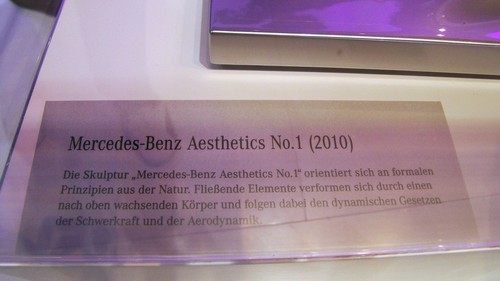 Mercedes-Benz Aesthetics No.1 (2010)
Die Skulptur „Mercedes-Benz Aesthetics No.1" orientiert sich an formalen
Prinzipien aus der Natur. Fließende Elemente verformen sich durch einen
nach oben wachsenden Körper und folgen dabei den dynamischen Gesetzen
der Schwerkraft und der Aerodynamik.